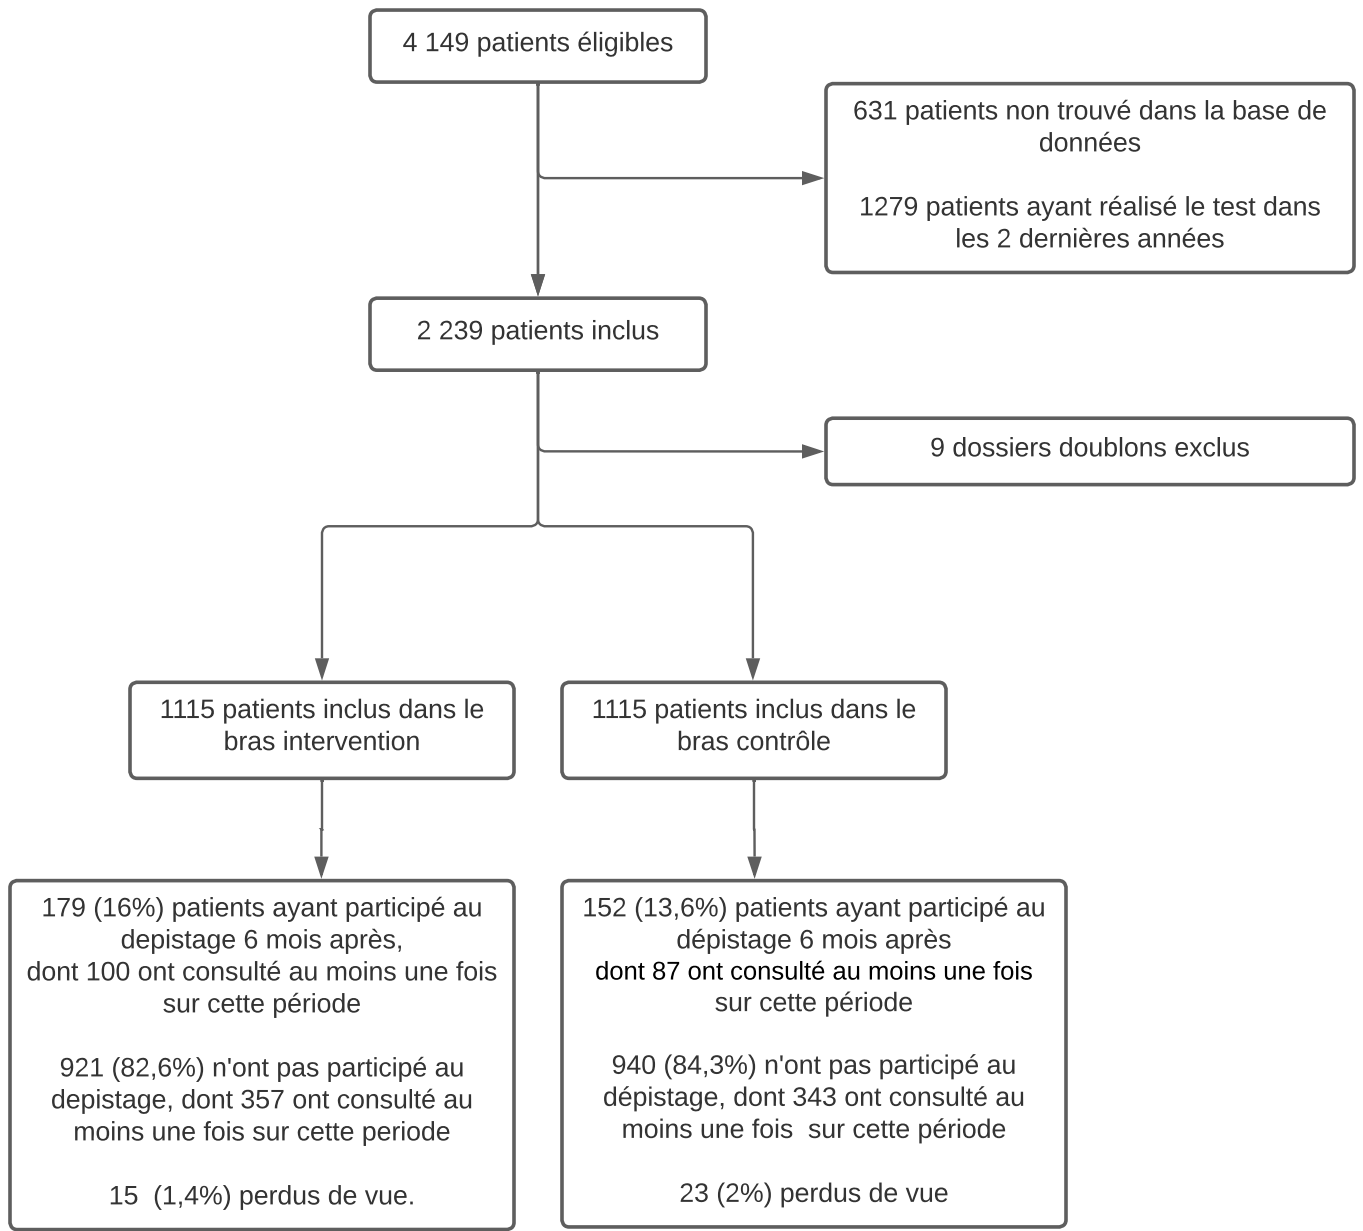 4 149 patients éligibles
631 patients non trouvé dans la base de
données
1279 patients ayant réalisé le test dans
les 2 dernières années
2 239 patients inclus
9 dossiers doublons exclus
1115 patients inclus dans le
bras intervention
1115 patients inclus dans le
bras contrôle
179 (16%) patients ayant participé au
depistage 6 mois après,
dont 100 ont consulté au moins une fois
sur cette période
921 (82,6%) n'ont pas participé au
depistage, dont 357 ont consulté au
moins une fois sur cette periode
15  (1,4%) perdus de vue.
152 (13,6%) patients ayant participé au
dépistage 6 mois après
dont 87 ont consulté au moins une fois
sur cette période
940 (84,3%) n'ont pas participé au
dépistage, dont 343 ont consulté au
moins une fois  sur cette période
23 (2%) perdus de vue